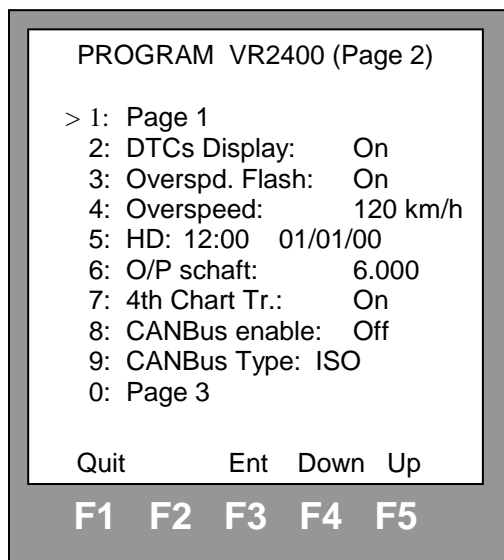 PROGRAM VR2400 (Page 2)
> 1: Page 1
2: DTCs Display: On
3: Overspd. Flash: On
4: Overspeed: 120 km/h
5: HD: 12:00 01/01/00
6: O/P schaft: 6.000
7: 4th Chart Tr.: On
8: CANBus enable: Off
9: CANBus Type: ISO
0: Page 3
Quit Ent Down Up
F1 F2 F3 F4 F5